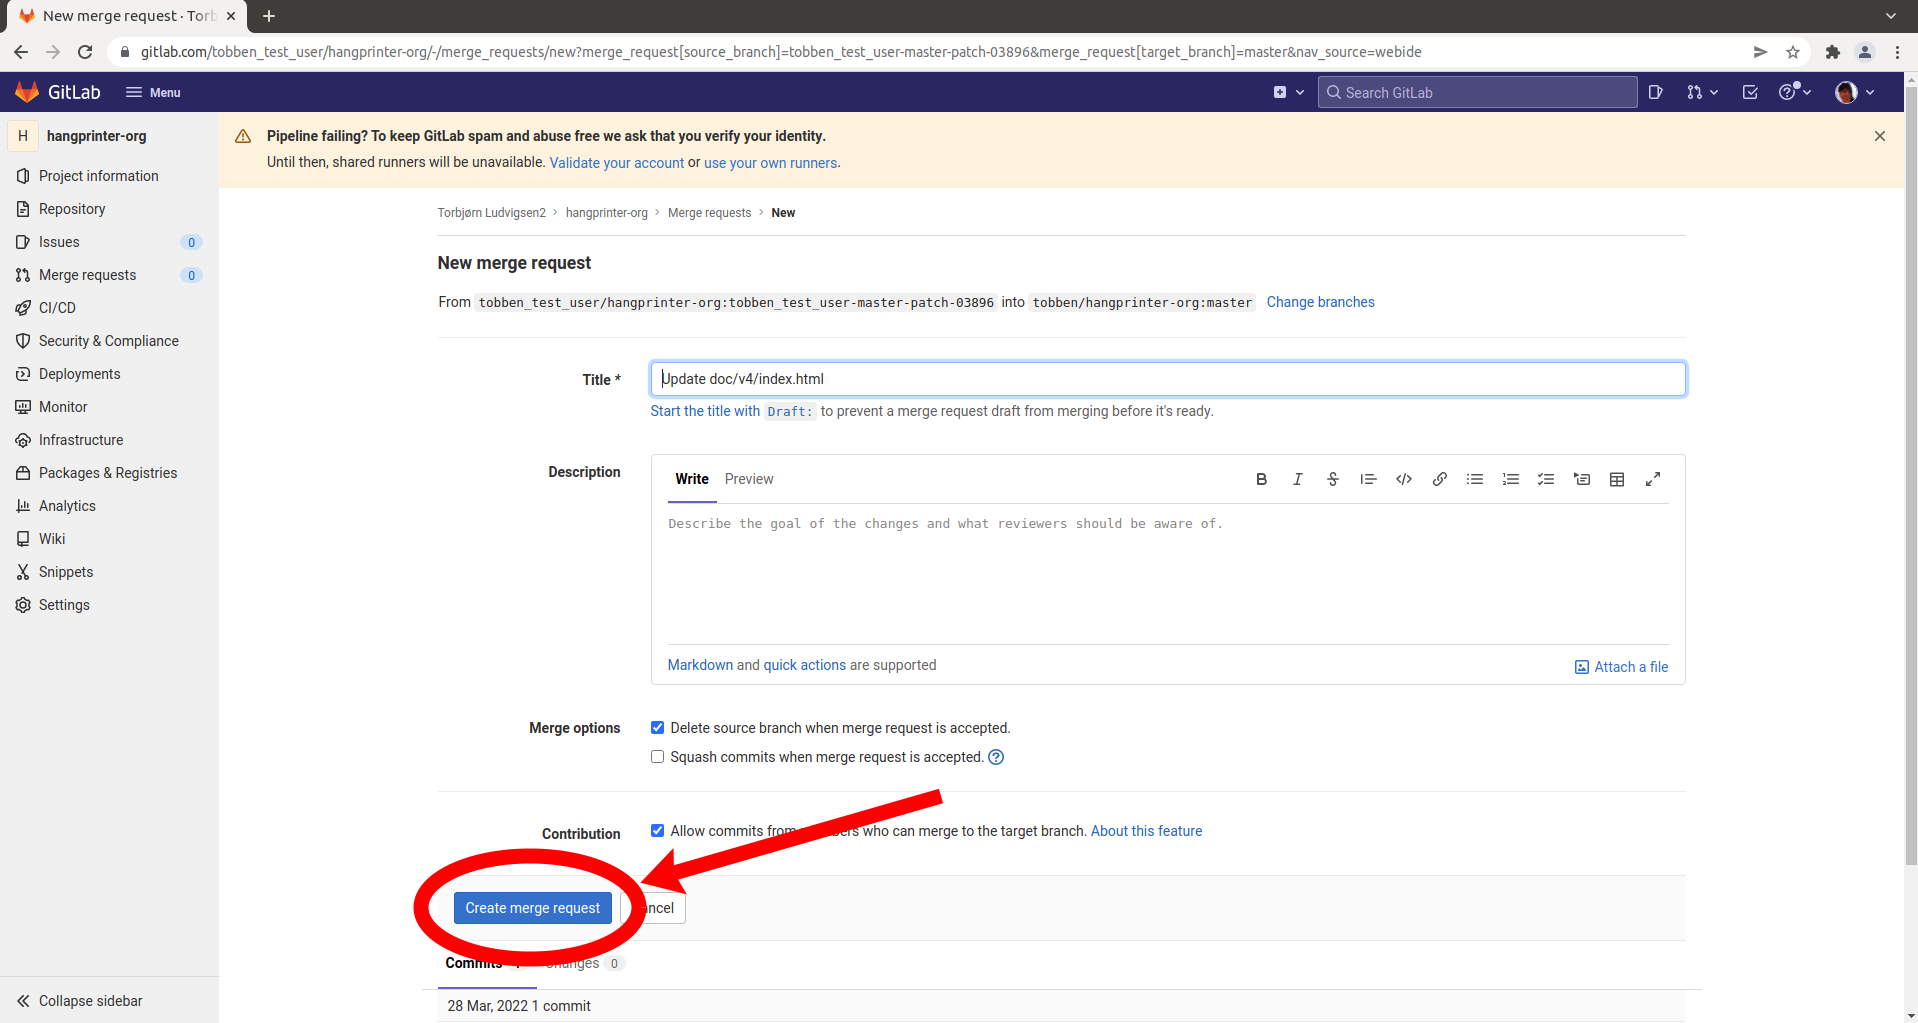 New merge request · Torb
gitlab.com/tobben_test_user/hangprinter-org/-/merge_requests/new?merge_request[source_branch]=tobben_test_user-master-patch-03896&merge_request[target_branch]=master&nav_source=webide
GitLab
Menu
Search GitLab
H hangprinter-org
Project information
Repository
Issues 0
Merge requests 0
CI/CD
Security & Compliance
Deployments
Monitor
Infrastructure
Packages & Registries
Analytics
Wiki
Snippets
Settings
Collapse sidebar
Pipeline failing? To keep GitLab spam and abuse free we ask that you verify your identity.
Until then, shared runners will be unavailable. Validate your account or use your own runners.
Torbjørn Ludvigsen2 › hangprinter-org › Merge requests › New
New merge request
From tobben_test_user/hangprinter-org:tobben_test_user-master-patch-03896 into tobben/hangprinter-org:master Change branches
Title *
Update doc/v4/index.html
Start the title with Draft: to prevent a merge request draft from merging before it's ready.
Description
Write Preview
Describe the goal of the changes and what reviewers should be aware of.
Markdown and quick actions are supported
Attach a file
Merge options
Delete source branch when merge request is accepted.
Squash commits when merge request is accepted.
Contribution
Allow commits from who can merge to the target branch. About this feature
Create merge request
Commits Changes 0
28 Mar, 2022 1 commit